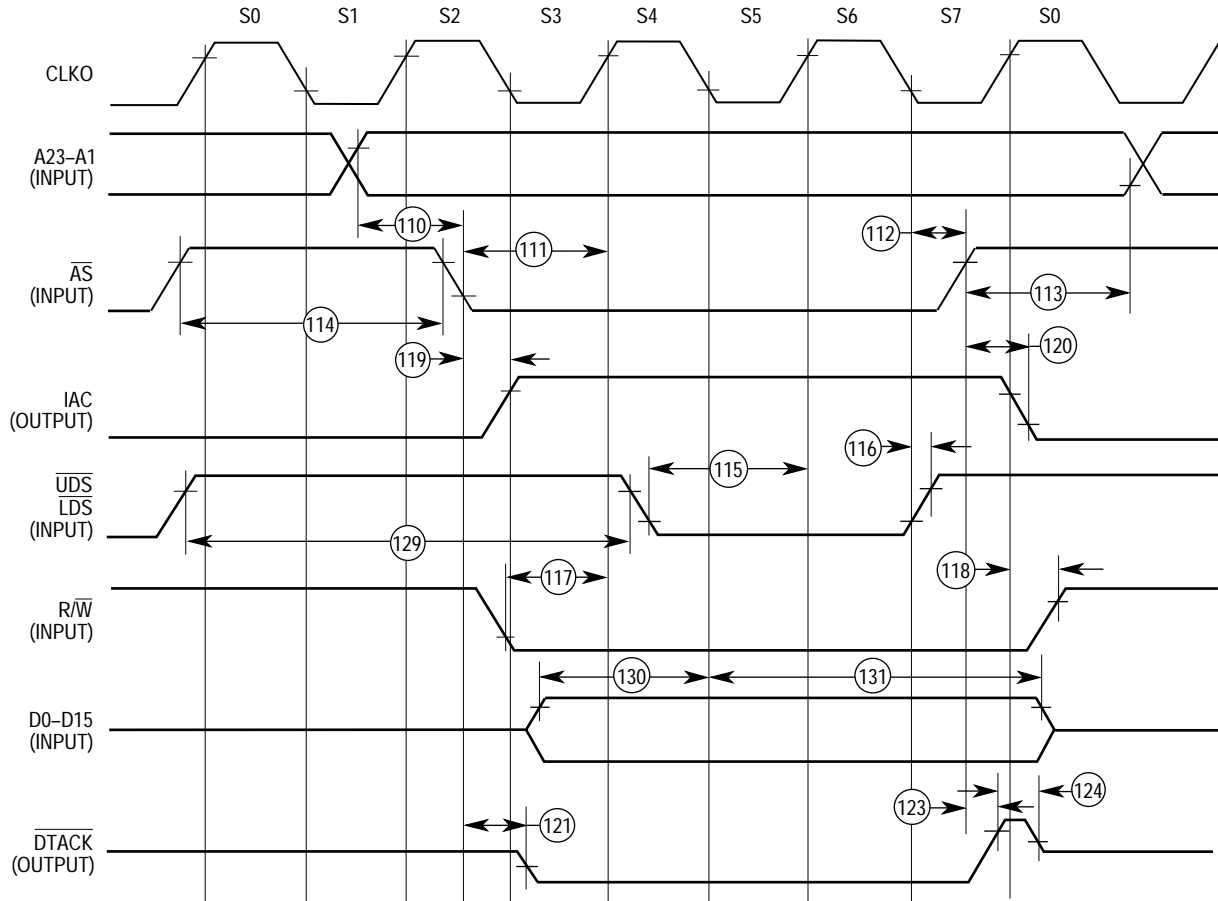 S0 S1 S2 S3 S4 S5 S6 S7 S0
CLKO
A23–A1
(INPUT)
110
111
112
AS
(INPUT)
113
114
119
120
IAC
(OUTPUT)
116
115
UDS
LDS
(INPUT)
129
117
118
R/W
(INPUT)
130
131
D0–D15
(INPUT)
124
123
121
DTACK
(OUTPUT)